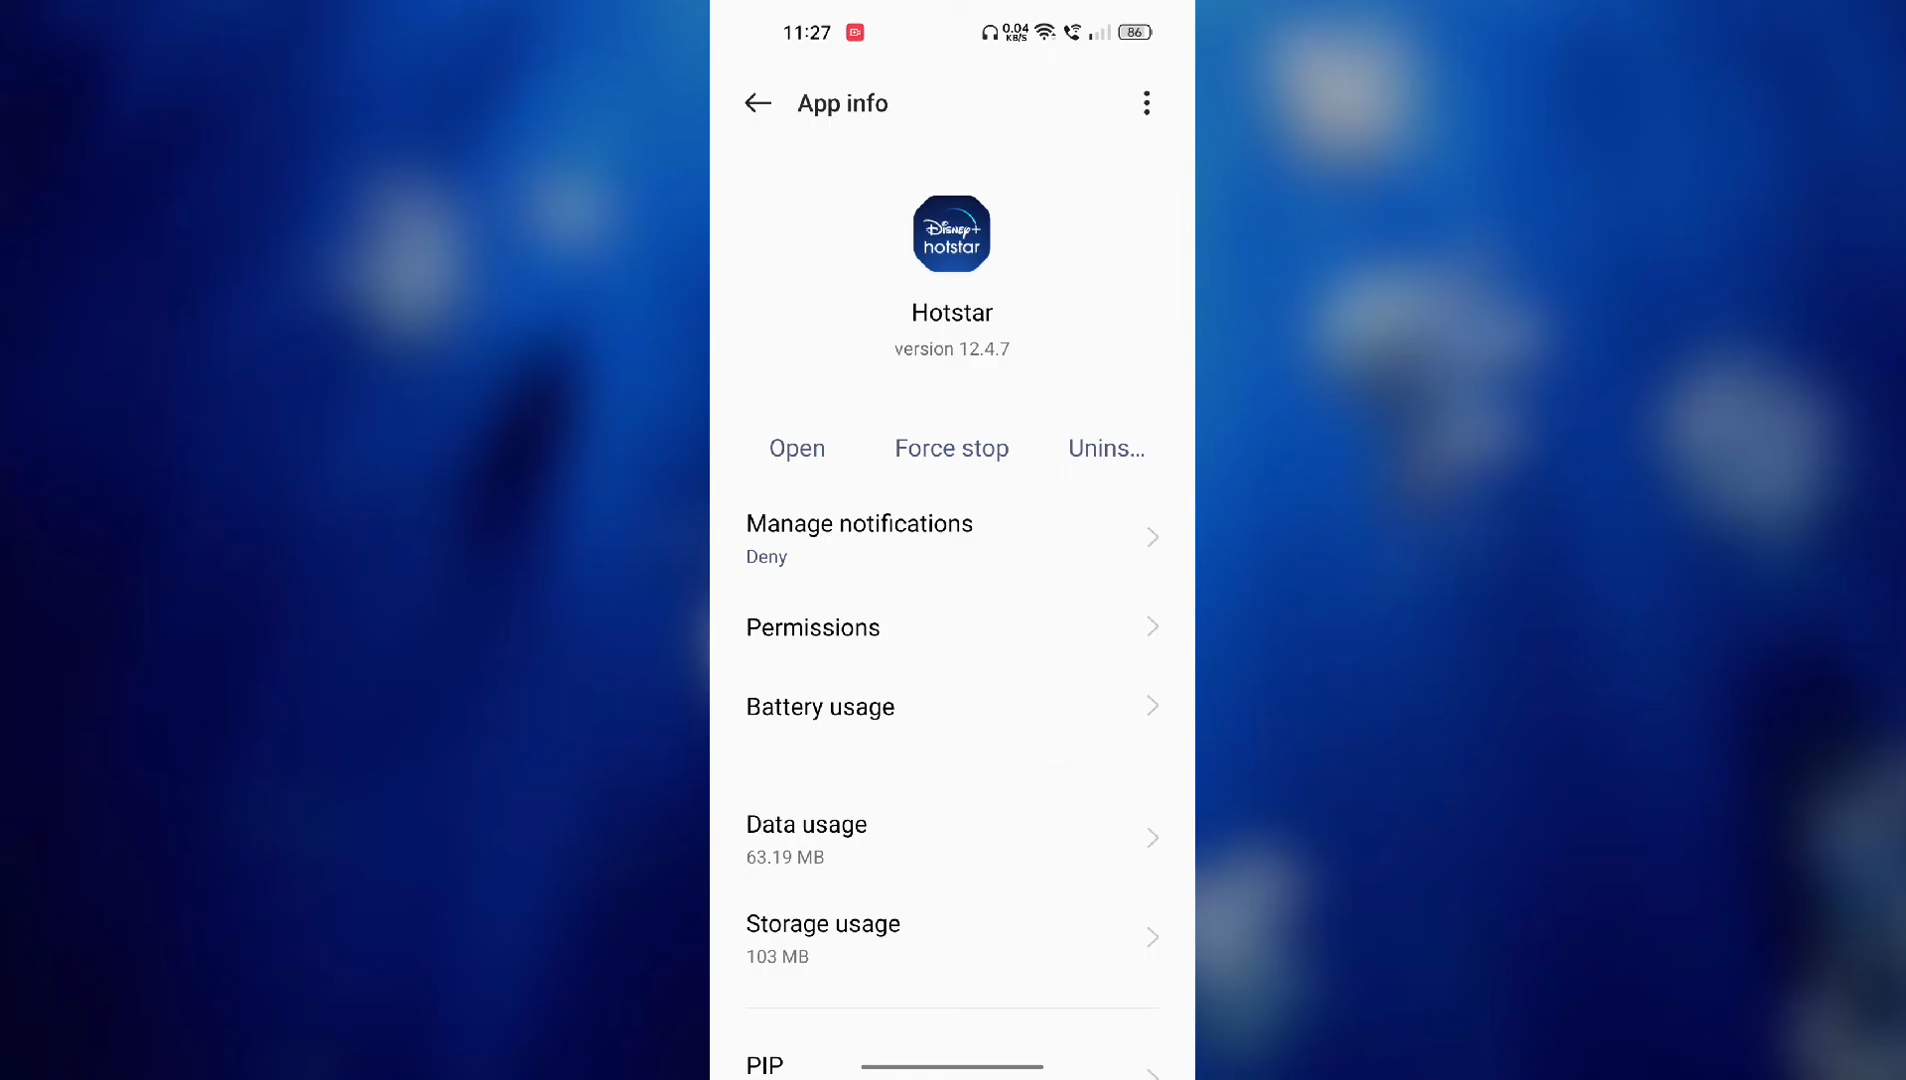 11:27
0.04
KB/S
86
App info
Disney+
hotstar
Hotstar
version 12.4.7
Open Force stop Unins...
Manage notifications
Deny
Permissions
Battery usage
Data usage
63.19 MB
Storage usage
103 MB
PIP